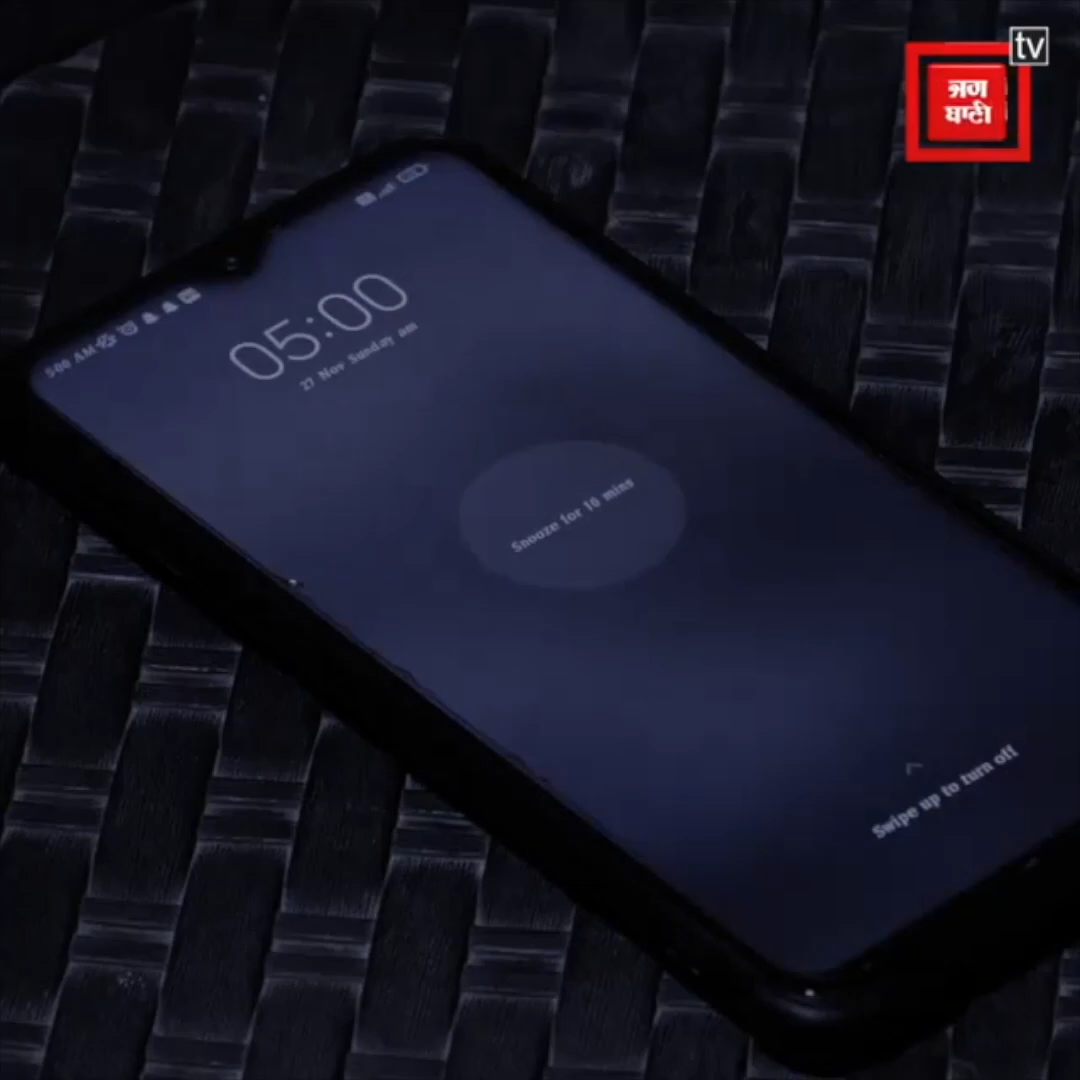 tv
ਜਗ
ਬਾਣੀ
5:00 AM
05:00
27 Nov Sunday am
Snooze for 10 mins
Swipe up to turn off